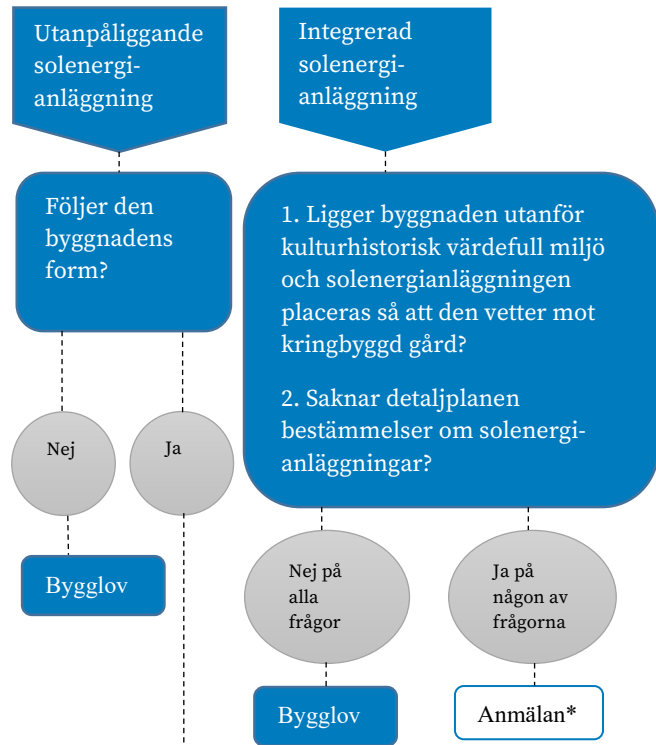 Utanpåliggande
solenergi-
anläggning
Integrerad
solenergi-
anläggning
Följer den
byggnadens
form?
1. Ligger byggnaden utanför
kulturhistorisk värdefull miljö
och solenergianläggningen
placeras så att den vetter mot
kringbyggd gård?
2. Saknar detaljplanen
bestämmelser om solenergi-
anläggningar?
Nej
Ja
Bygglov
Nej på
alla
frågor
Ja på
någon av
frågorna
Bygglov
Anmälan*